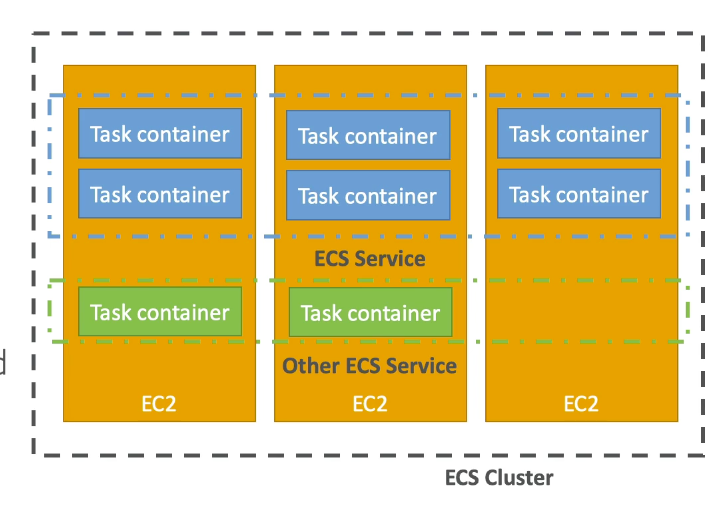 Task container Task container Task container
Task container Task container Task container
ECS Service
Task container Task container
Other ECS Service
EC2 EC2 EC2
ECS Cluster